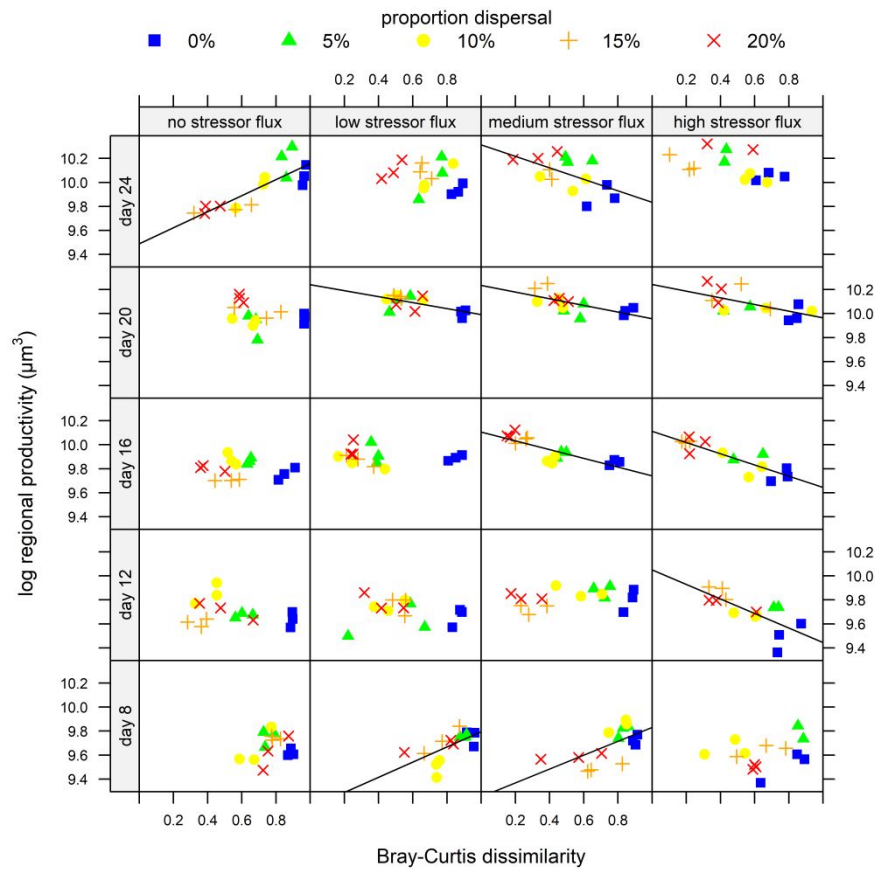 proportion dispersal
0% 5% 10% 15% 20%
0.2 0.4 0.6 0.8 0.2 0.4 0.6 0.8
no stressor flux low stressor flux medium stressor flux high stressor flux
day 24
10.2
10.0
9.8
9.6
9.4
day 20
10.2
10.0
9.8
9.6
9.4
day 16
10.2
10.0
9.8
9.6
9.4
day 12
10.2
10.0
9.8
9.6
9.4
day 8
10.2
10.0
9.8
9.6
9.4
log regional productivity (µm³)
0.2 0.4 0.6 0.8 0.2 0.4 0.6 0.8
Bray-Curtis dissimilarity